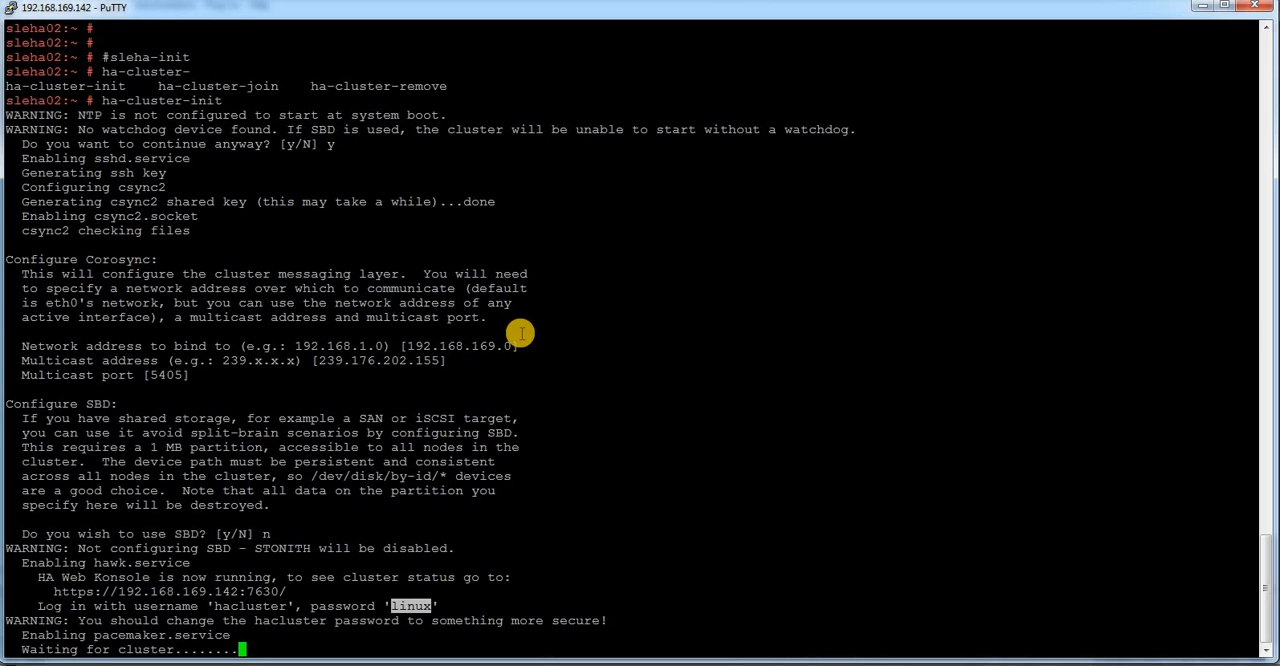 192.168.169.142 - PuTTY
sleha02:~ #
sleha02:~ #
sleha02:~ # #sleha-init
sleha02:~ # ha-cluster-
ha-cluster-init    ha-cluster-join    ha-cluster-remove
sleha02:~ # ha-cluster-init
WARNING: NTP is not configured to start at system boot.
WARNING: No watchdog device found. If SBD is used, the cluster will be unable to start without a watchdog.
Do you want to continue anyway? [y/N] y
Enabling sshd.service
Generating ssh key
Configuring csync2
Generating csync2 shared key (this may take a while)...done
Enabling csync2.socket
csync2 checking files
Configure Corosync:
This will configure the cluster messaging layer.  You will need
to specify a network address over which to communicate (default
is eth0's network, but you can use the network address of any
active interface), a multicast address and multicast port.
Network address to bind to (e.g.: 192.168.1.0) [192.168.169.0]
Multicast address (e.g.: 239.x.x.x) [239.176.202.155]
Multicast port [5405]
Configure SBD:
If you have shared storage, for example a SAN or iSCSI target,
you can use it avoid split-brain scenarios by configuring SBD.
This requires a 1 MB partition, accessible to all nodes in the
cluster.  The device path must be persistent and consistent
across all nodes in the cluster, so /dev/disk/by-id/* devices
are a good choice.  Note that all data on the partition you
specify here will be destroyed.
Do you wish to use SBD? [y/N] n
WARNING: Not configuring SBD - STONITH will be disabled.
Enabling hawk.service
HA Web Konsole is now running, to see cluster status go to:
https://192.168.169.142:7630/
Log in with username 'hacluster', password 'linux'
WARNING: You should change the hacluster password to something more secure!
Enabling pacemaker.service
Waiting for cluster........